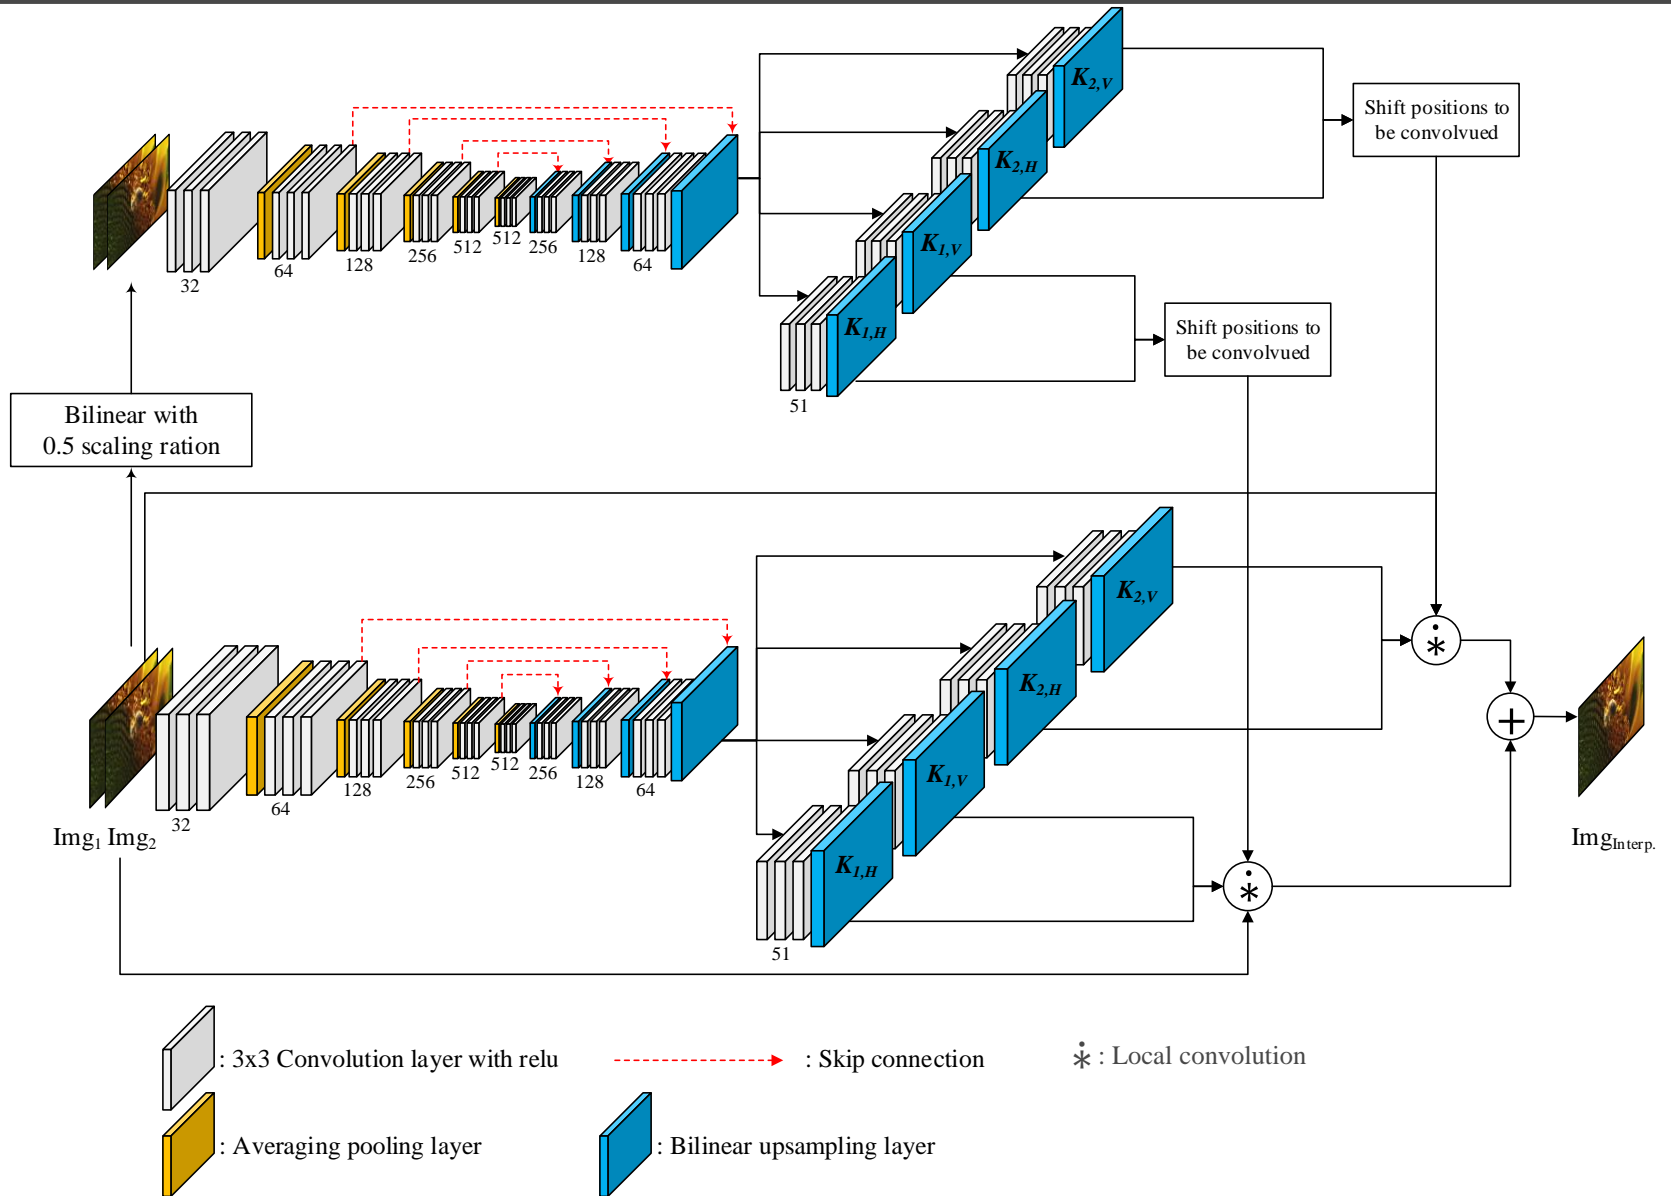 K2,V
Shift positions to
be convolvued
K2,H
K1,V
K1,H
32
64
128
256
512
512
256
128
64
51
Shift positions to
be convolvued
Bilinear with
0.5 scaling ration
K2,V
K2,H
K1,V
K1,H
32
64
128
256
512
512
256
128
64
51
Img1 Img2
ImgInterp.
: 3x3 Convolution layer with relu
: Skip connection
* : Local convolution
: Averaging pooling layer
: Bilinear upsampling layer